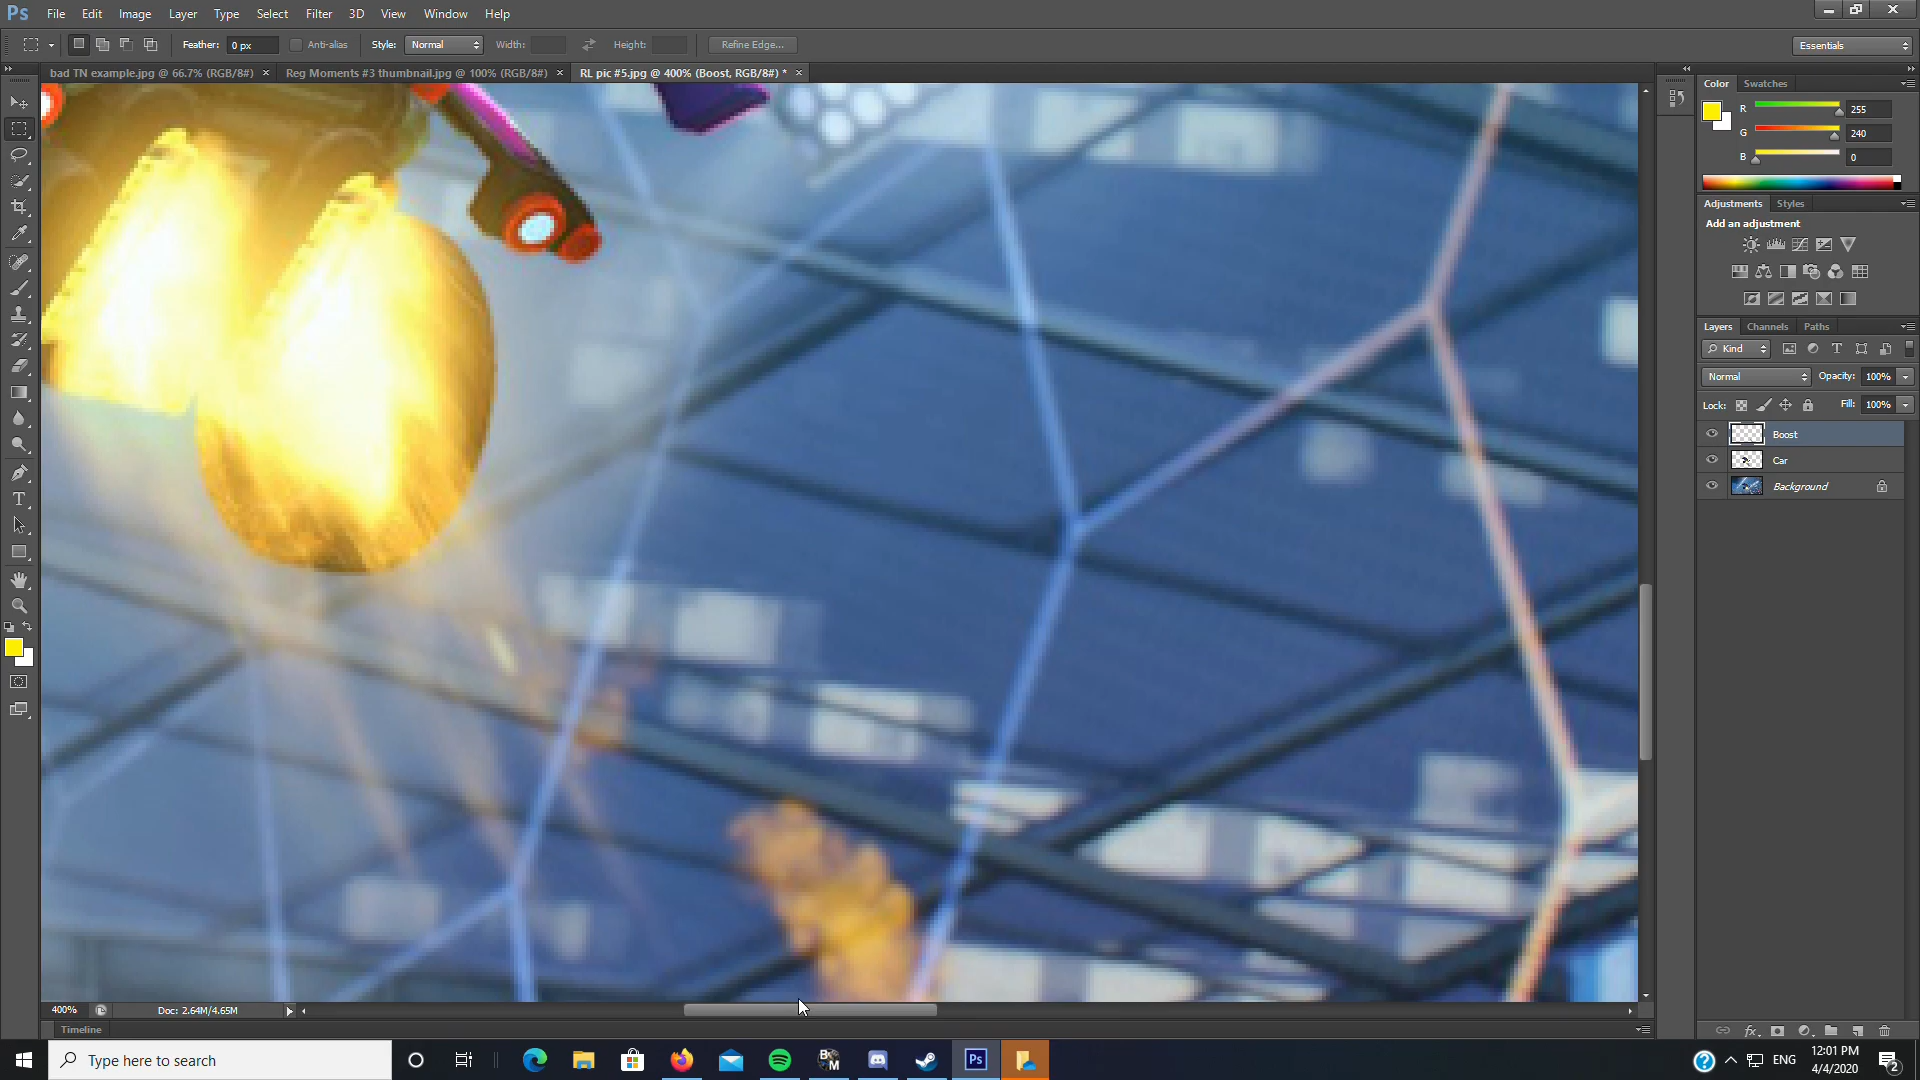 Ps File Edit Image Layer Type Select Filter 3D View Window Help
Feather: 0 px Anti-alias Style: Normal Width: Height: Refine Edge... Essentials
bad TN example.jpg @ 66.7% (RGB/8#) × Reg Moments #3 thumbnail.jpg @ 100% (RGB/8#) × RL pic #5.jpg @ 400% (Boost, RGB/8#) * ×
Color Swatches
R 255
G 240
B 0
Adjustments Styles
Add an adjustment
Layers Channels Paths
Kind T
Normal Opacity: 100%
Lock: Fill: 100%
Boost
Car
Background
T
400% Doc: 2.64M/4.65M
Timeline
fx
Type here to search
Ps
ENG
12:01 PM
4/4/2020
2